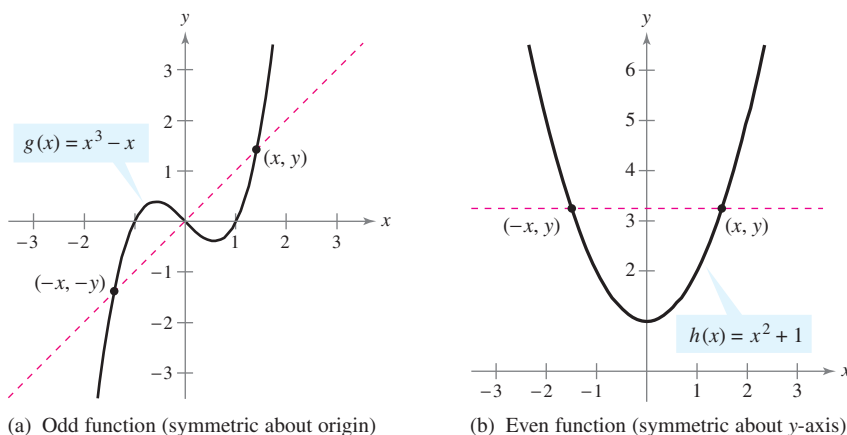 y
3
2
1
g(x) = x³ − x
(x, y)
x
−3
−2
1
2
3
−1
(−x, −y)
−2
−3
(a) Odd function (symmetric about origin)
y
6
5
4
3
(−x, y)
(x, y)
2
h(x) = x² + 1
x
−3
−2
−1
1
2
3
(b) Even function (symmetric about y-axis)